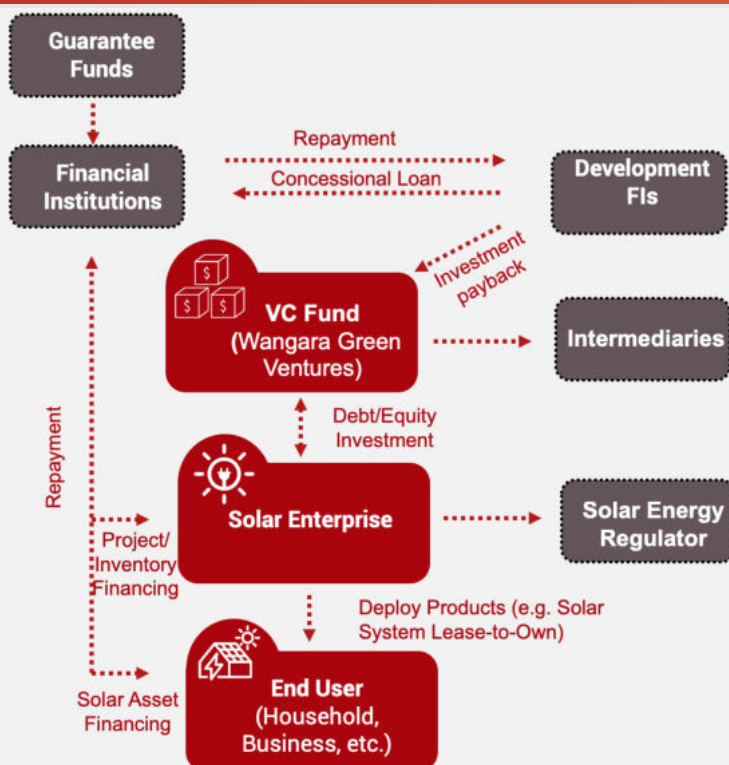 Guarantee
Funds
Repayment
Financial
Institutions
Concessional Loan
Development
FIs
Investment
payback
$
$ $
VC Fund
(Wangara Green
Ventures)
Intermediaries
Debt/Equity
Investment
Repayment
Solar Enterprise
Solar Energy
Regulator
Project/
Inventory
Financing
Deploy Products (e.g. Solar
System Lease-to-Own)
Solar Asset
Financing
End User
(Household,
Business, etc.)